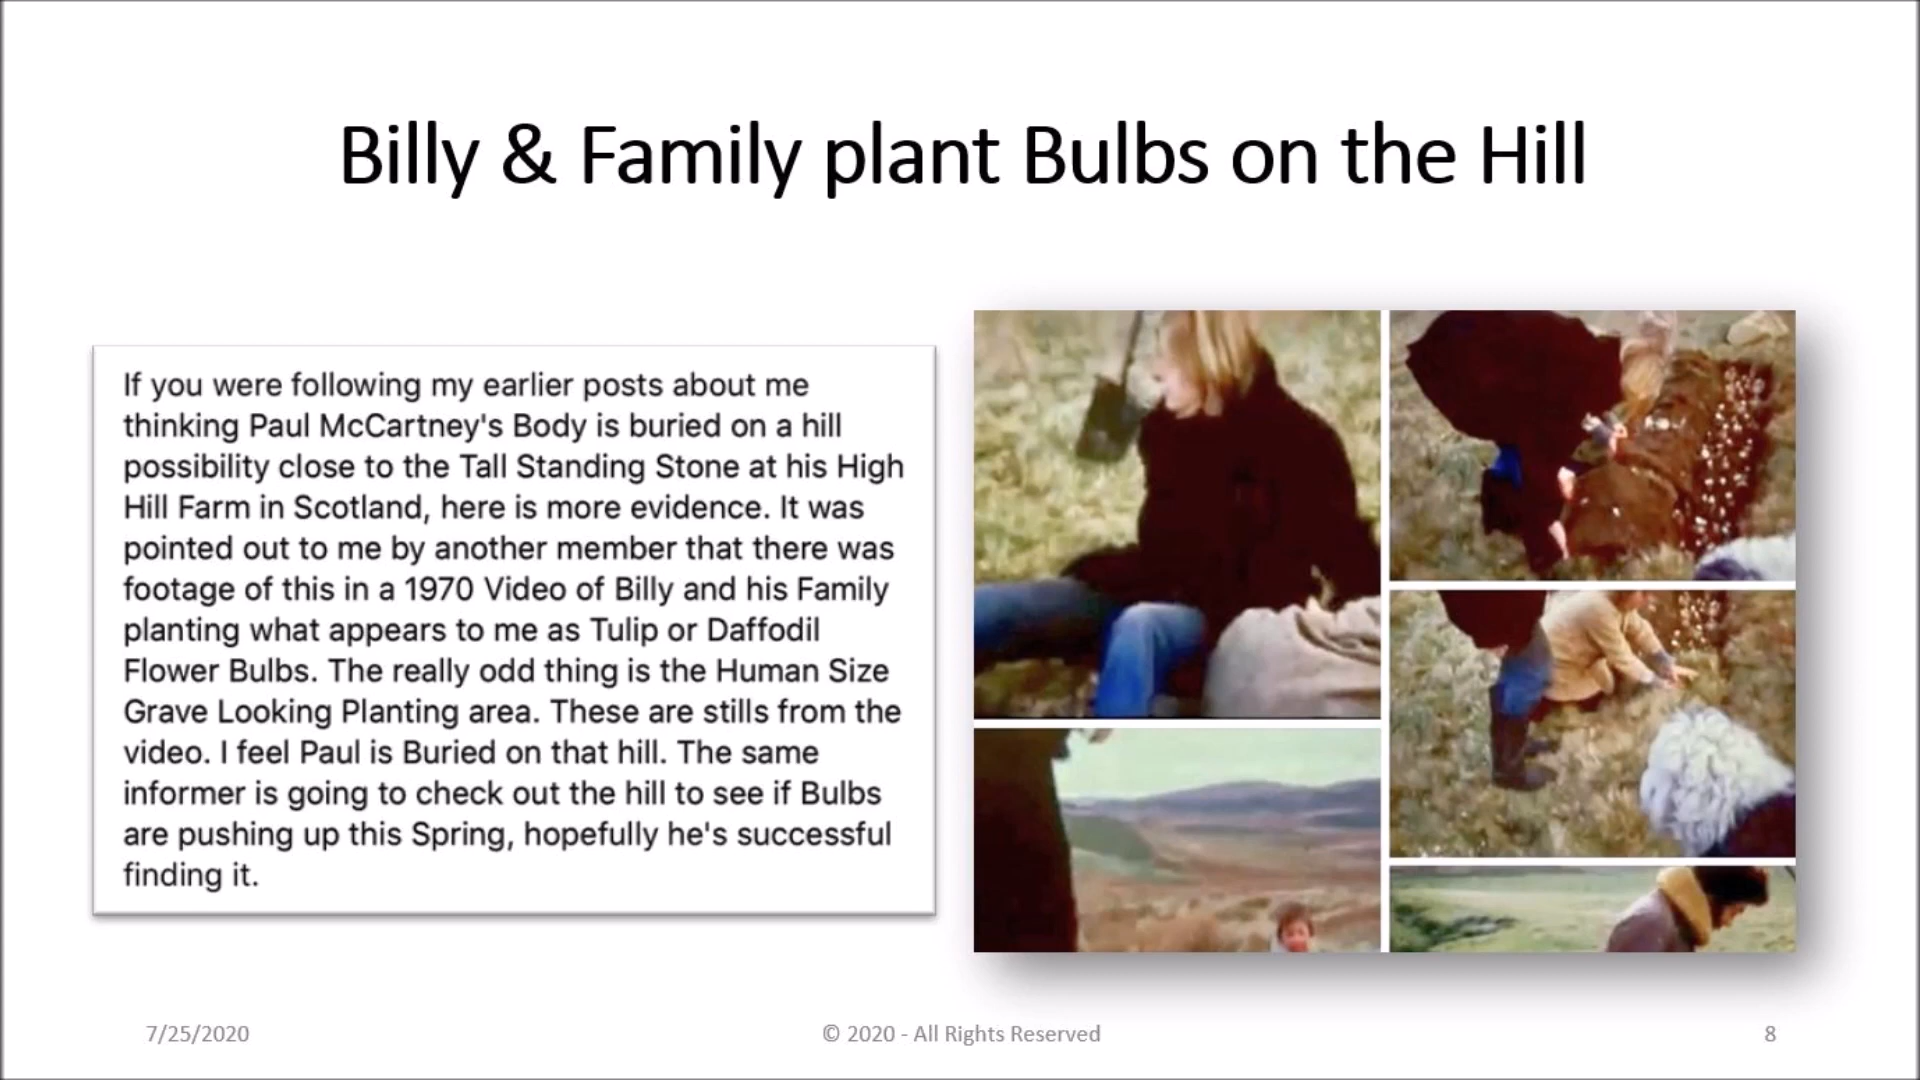 Billy & Family plant Bulbs on the Hill
If you were following my earlier posts about me
thinking Paul McCartney's Body is buried on a hill
possibility close to the Tall Standing Stone at his High
Hill Farm in Scotland, here is more evidence. It was
pointed out to me by another member that there was
footage of this in a 1970 Video of Billy and his Family
planting what appears to me as Tulip or Daffodil
Flower Bulbs. The really odd thing is the Human Size
Grave Looking Planting area. These are stills from the
video. I feel Paul is Buried on that hill. The same
informer is going to check out the hill to see if Bulbs
are pushing up this Spring, hopefully he's successful
finding it.
7/25/2020
© 2020 - All Rights Reserved
8